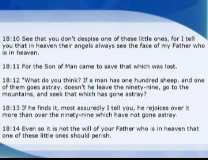 18:10 See that you don't despise one of these little ones, for I tell
you that in heaven their angels always see the face of my Father who
is in heaven.
18:11 For the Son of Man came to save that which was lost.
18:12 "What do you think? If a man has one hundred sheep, and one
of them goes astray, doesn't he leave the ninety-nine, go to the
mountains, and seek that which has gone astray?
18:13 If he finds it, most assuredly I tell you, he rejoices over it
more than over the ninety-nine which have not gone astray.
18:14 Even so it is not the will of your Father who is in heaven that
one of these little ones should perish.